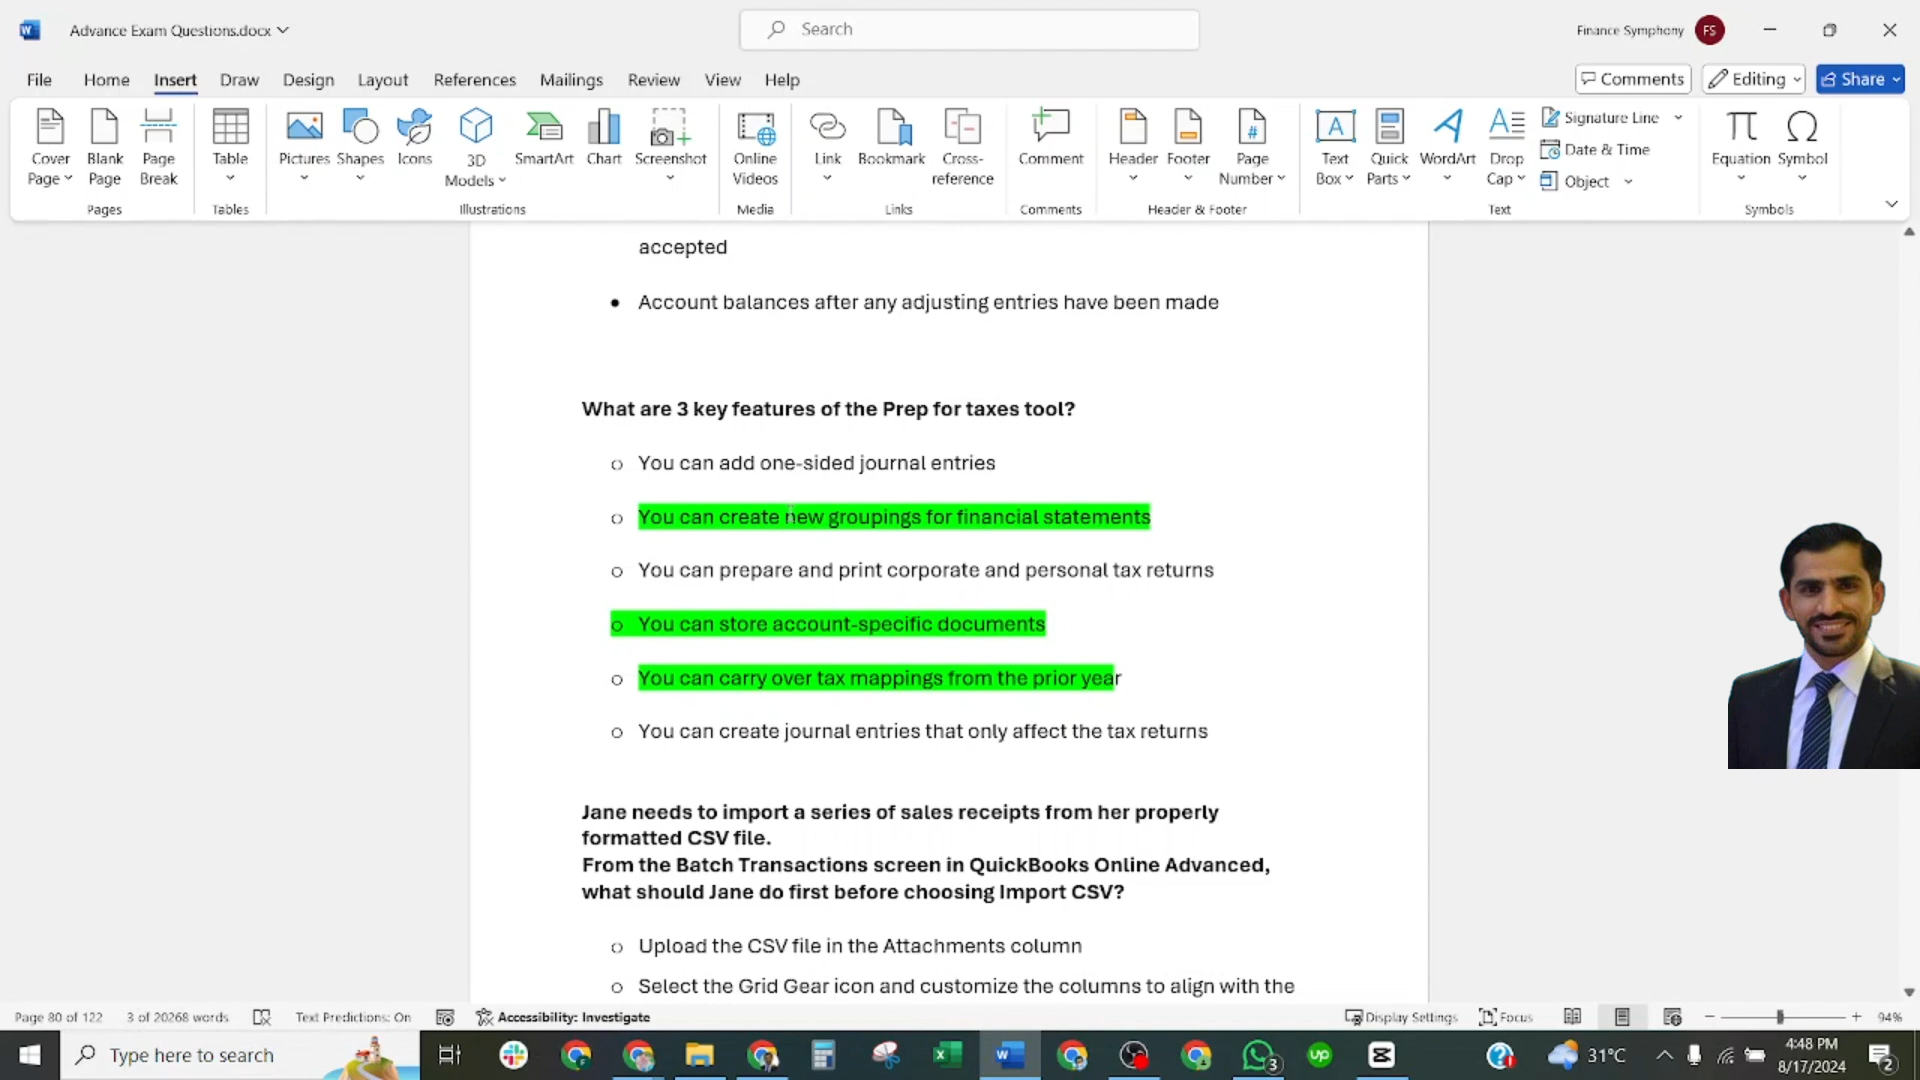 Advance Exam Questions.docx
Search
Finance Symphony
FS
File
Home
Insert
Draw
Design
Layout
References
Mailings
Review
View
Help
Comments
Editing
Share
Cover Page
Blank Page
Page Break
Table
Pictures
Shapes
Icons
3D Models
SmartArt
Chart
Screenshot
Online Videos
Link
Bookmark
Cross-reference
Comment
Header
Footer
Page Number
Text Box
Quick Parts
WordArt
Drop Cap
Signature Line
Date & Time
Object
Equation
Symbol
Pages
Tables
Illustrations
Media
Links
Comments
Header & Footer
Text
Symbols
accepted
Account balances after any adjusting entries have been made
What are 3 key features of the Prep for taxes tool?
You can add one-sided journal entries
You can create new groupings for financial statements
You can prepare and print corporate and personal tax returns
You can store account-specific documents
You can carry over tax mappings from the prior year
You can create journal entries that only affect the tax returns
Jane needs to import a series of sales receipts from her properly
formatted CSV file.
From the Batch Transactions screen in QuickBooks Online Advanced,
what should Jane do first before choosing Import CSV?
Upload the CSV file in the Attachments column
Select the Grid Gear icon and customize the columns to align with the
Page 80 of 122
3 of 20268 words
Text Predictions: On
Accessibility: Investigate
Display Settings
Focus
94%
Type here to search
31°C
4:48 PM
8/17/2024